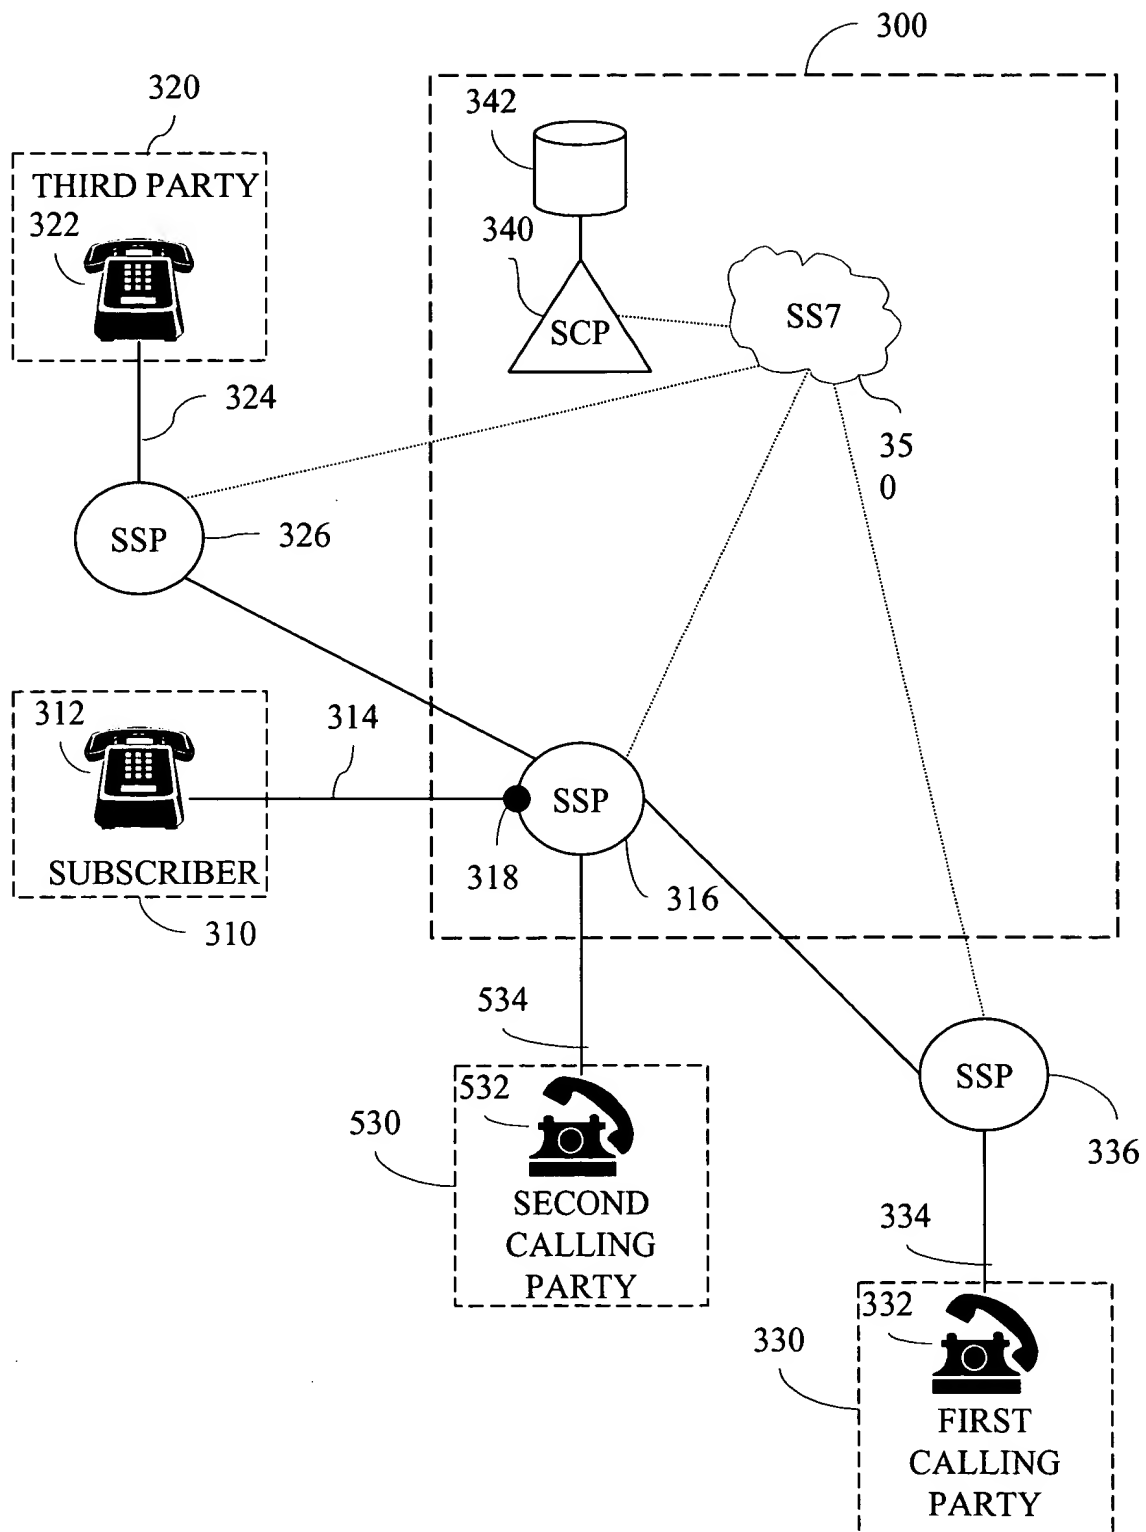 300
320
342
THIRD PARTY
322
340
SS7
SCP
324
35
0
SSP
326
312
314
SSP
318
316
SUBSCRIBER
310
534
SSP
532
530
336
SECOND
CALLING
PARTY
334
332
330
FIRST
CALLING
PARTY